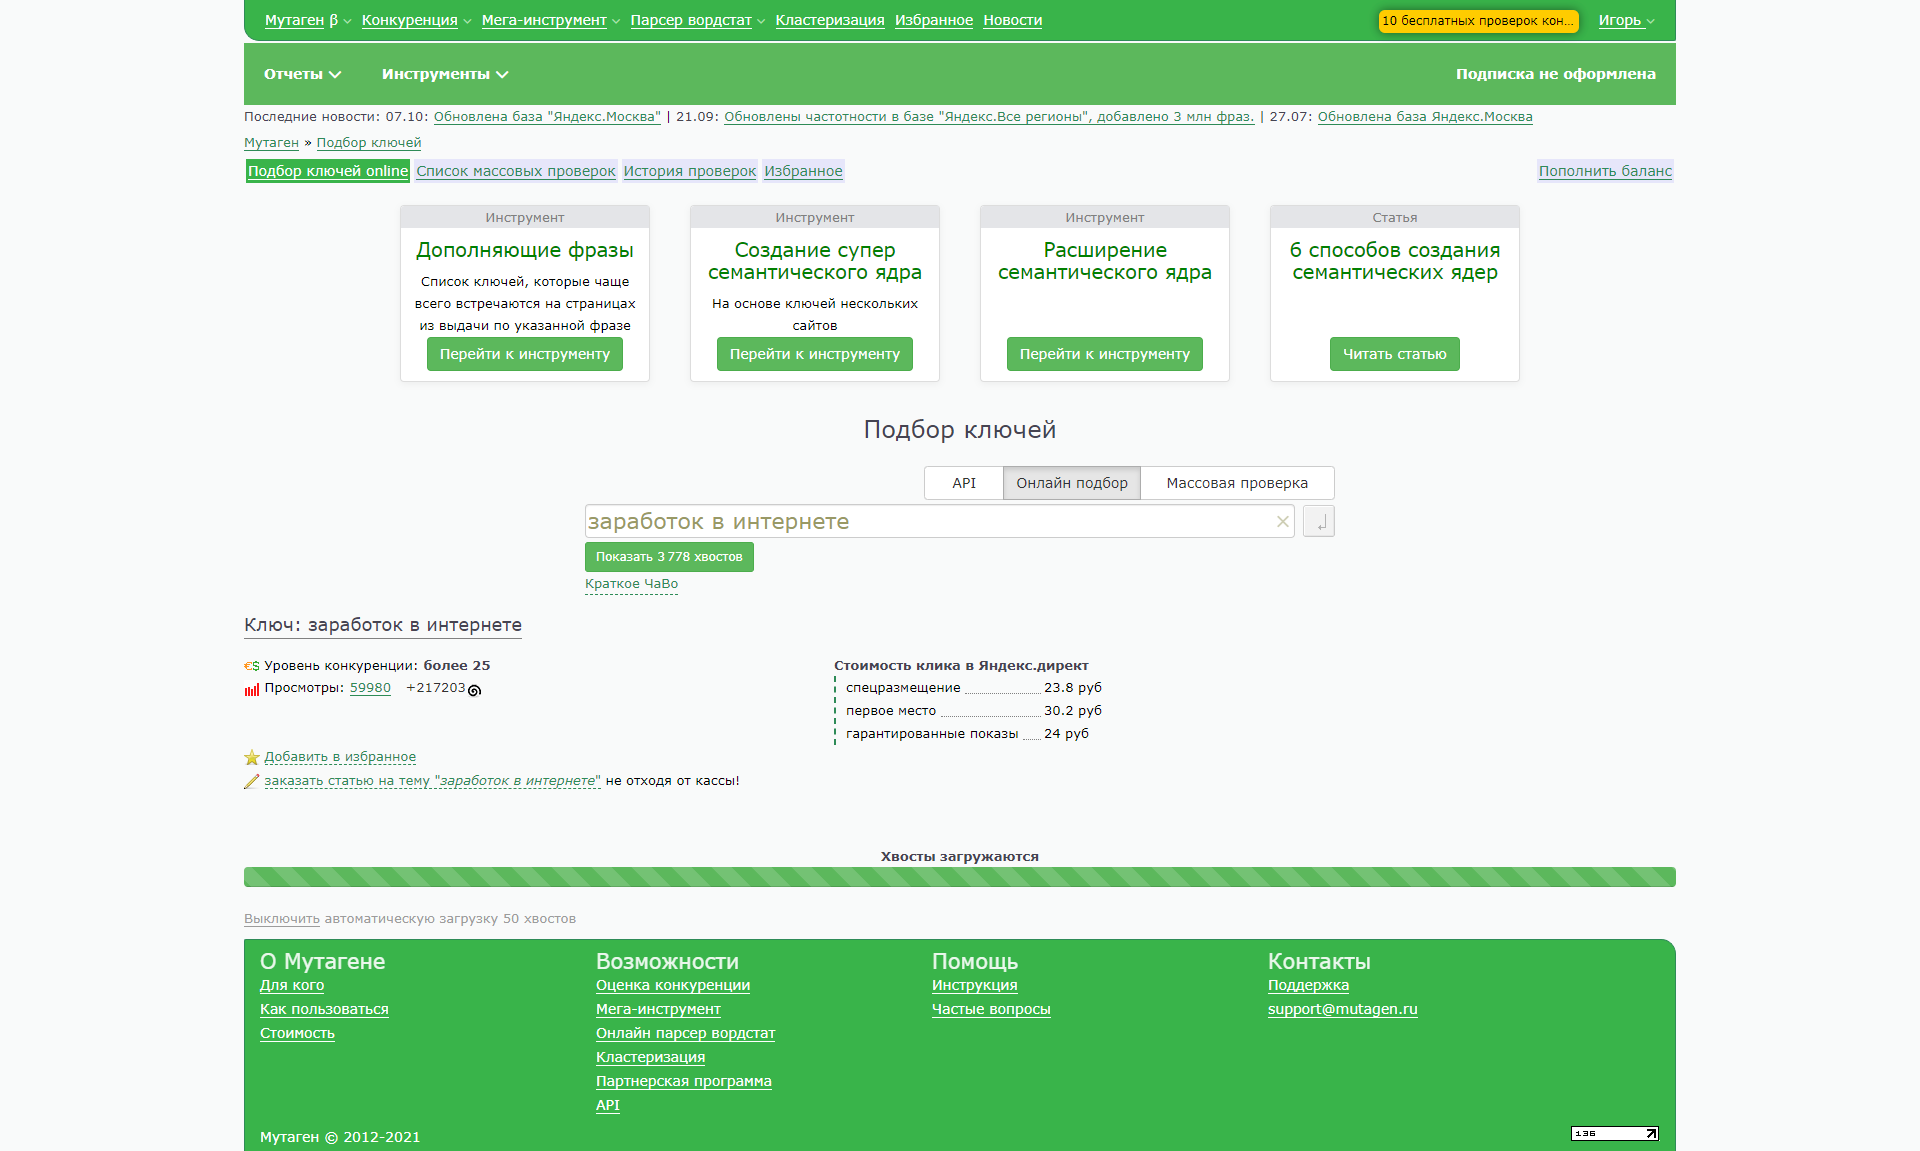 Мутаген β Конкуренция Мега-инструмент Парсер вордстат Кластеризация Избранное Новости 10 бесплатных проверок кон... Игорь
Отчеты Инструменты Подписка не оформлена
Последние новости: 07.10: Обновлена база "Яндекс.Москва" | 21.09: Обновлены частотности в базе "Яндекс.Все регионы", добавлено 3 млн фраз. | 27.07: Обновлена база Яндекс.Москва
Мутаген » Подбор ключей
Подбор ключей online Список массовых проверок История проверок Избранное Пополнить баланс
Инструмент
Дополняющие фразы
Список ключей, которые чаще
всего встречаются на страницах
из выдачи по указанной фразе
Перейти к инструменту
Инструмент
Создание супер
семантического ядра
На основе ключей нескольких
сайтов
Перейти к инструменту
Инструмент
Расширение
семантического ядра
Перейти к инструменту
Статья
6 способов создания
семантических ядер
Читать статью
Подбор ключей
API Онлайн подбор Массовая проверка
заработок в интернете
Показать 3 778 хвостов
Краткое ЧаВо
Ключ: заработок в интернете
Уровень конкуренции: более 25
Просмотры: 59980 +217203
Стоимость клика в Яндекс.директ
спецразмещение 23.8 руб
первое место 30.2 руб
гарантированные показы 24 руб
Добавить в избранное
заказать статью на тему "заработок в интернете" не отходя от кассы!
Хвосты загружаются
Выключить автоматическую загрузку 50 хвостов
О Мутагене
Для кого
Как пользоваться
Стоимость
Возможности
Оценка конкуренции
Мега-инструмент
Онлайн парсер вордстат
Кластеризация
Партнерская программа
API
Помощь
Инструкция
Частые вопросы
Контакты
Поддержка
support@mutagen.ru
Мутаген © 2012-2021
136